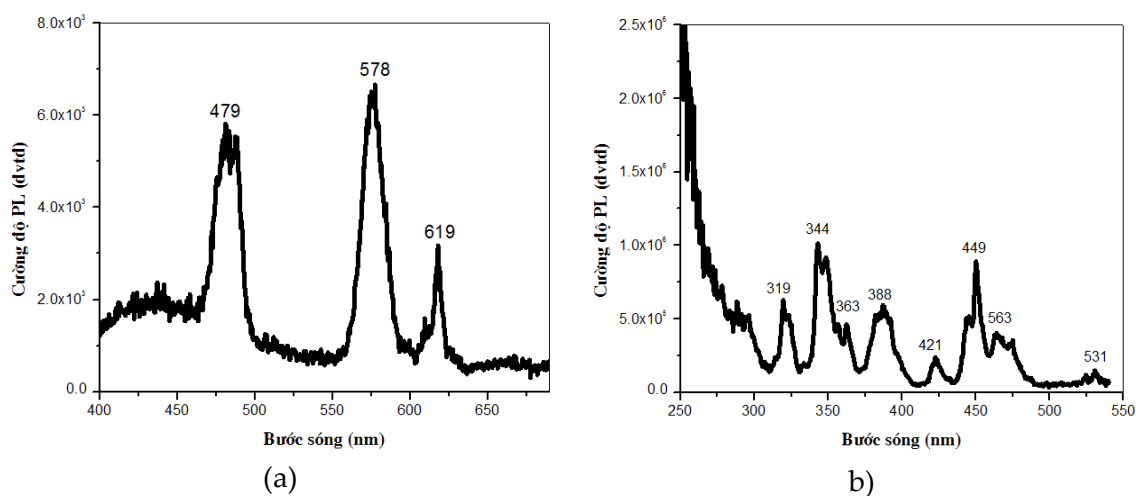 8.0x10³
6.0x10³
4.0x10³
2.0x10³
0.0
Cường độ PL (dvtd)
479
578
619
400 450 500 550 600 650
Bước sóng (nm)
(a)
2.5x10⁶
2.0x10⁶
1.5x10⁶
1.0x10⁶
5.0x10⁵
0.0
Cường độ PL (dvtd)
319
344
363
388
421
449
563
531
250 300 350 400 450 500 550
Bước sóng (nm)
b)